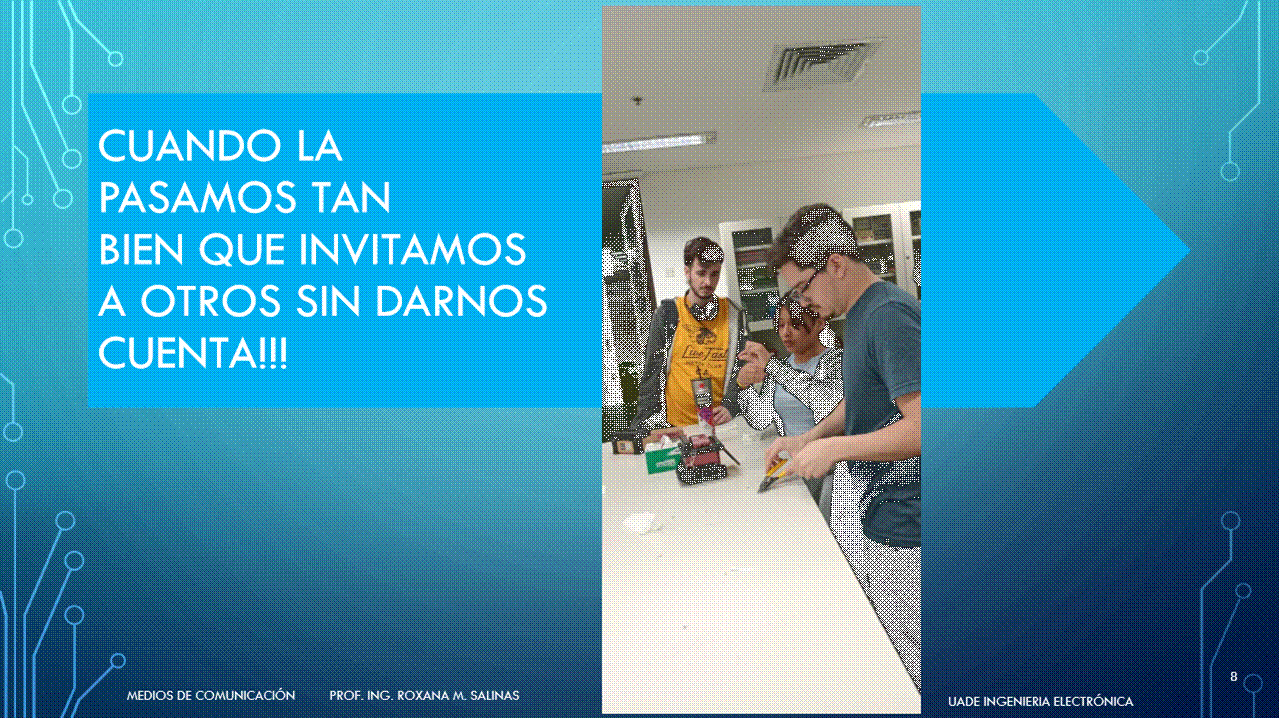 CUANDO LA
PASAMOS TAN
BIEN QUE INVITAMOS
A OTROS SIN DARNOS
CUENTA!!!
8
MEDIOS DE COMUNICACIÓN PROF. ING. ROXANA M. SALINAS
UADE INGENIERIA ELECTRÓNICA